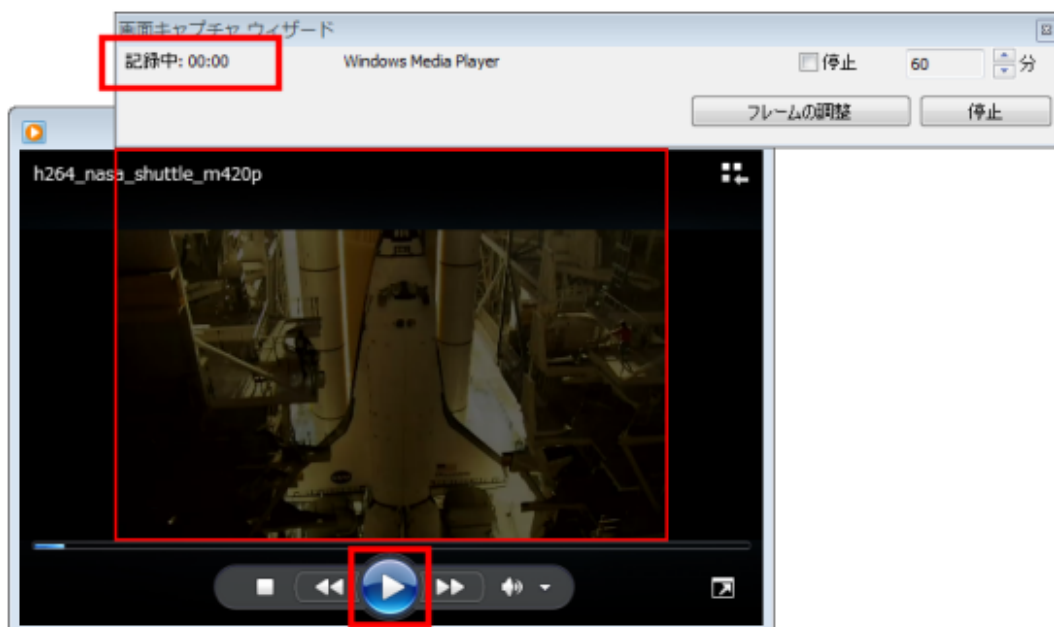 画面キャプチャ ウィザード
記録中: 00:00 Windows Media Player 停止 60 分
フレームの調整 停止
h264_nasa_shuttle_m420p